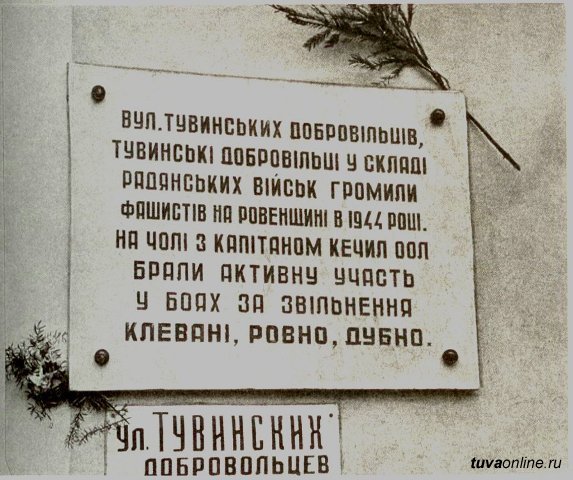 ВУЛ. ТУВИНСЬКИХ ДОБРОВІЛЬЦІВ,
ТУВИНСЬКІ ДОБРОВІЛЬЦІ У СКЛАДІ
РАДЯНСЬКИХ ВІЙСЬК ГРОМИЛИ
ФАШИСТІВ НА РОВЕНЩИНІ В 1944 РОЦІ.
НА ЧОЛІ З КАПІТАНОМ КЕЧИЛ ООЛ
БРАЛИ АКТИВНУ УЧАСТЬ
У БОЯХ ЗА ЗВІЛЬНЕННЯ
КЛЕВАНІ, РОВНО, ДУБНО.
УЛ. ТУВИНСКИХ
ДОБРОВОЛЬЦЕВ
tuvaonline.ru